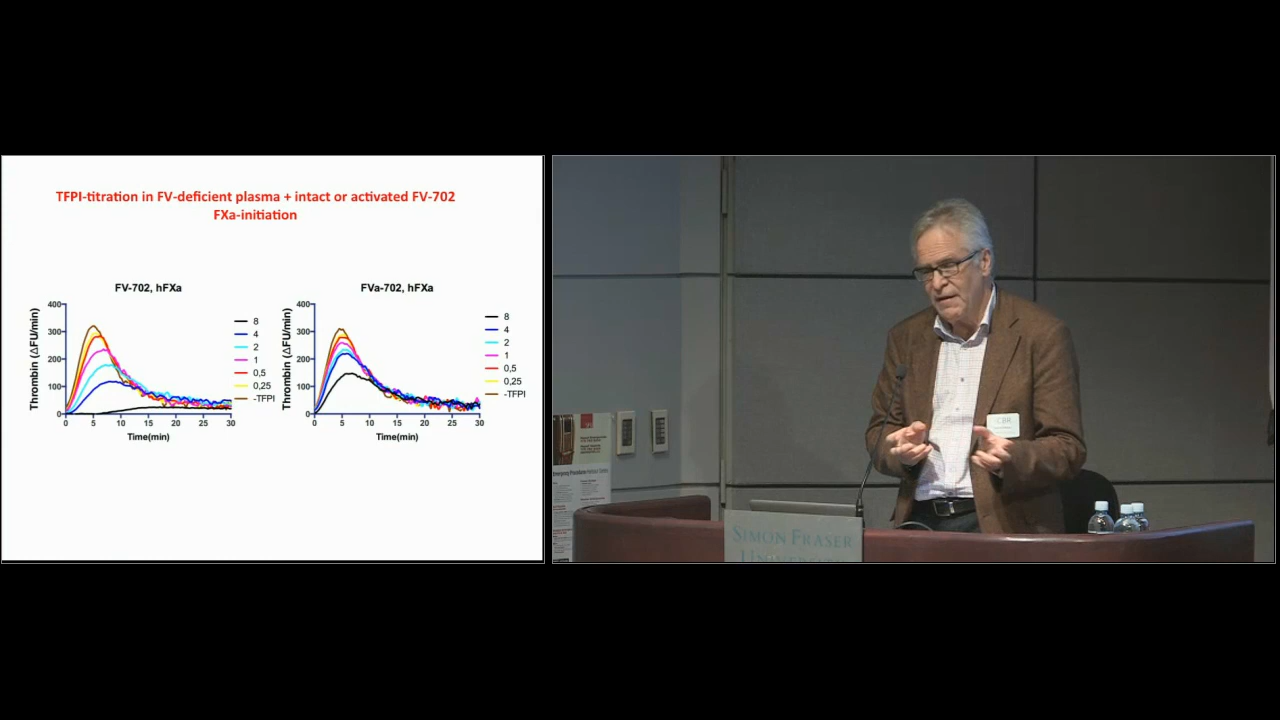 TFPI-titration in FV-deficient plasma + intact or activated FV-702
FXa-initiation
FV-702, hFXa
Thrombin (ΔFU/min)
400
300
200
100
0
0 5 10 15 20 25 30
Time(min)
8
4
2
1
0,5
0,25
-TFPI
FVa-702, hFXa
Thrombin (ΔFU/min)
400
300
200
100
0
0 5 10 15 20 25 30
Time(min)
8
4
2
1
0,5
0,25
-TFPI
CBR
SIMON FRASER
UNIVERSITY